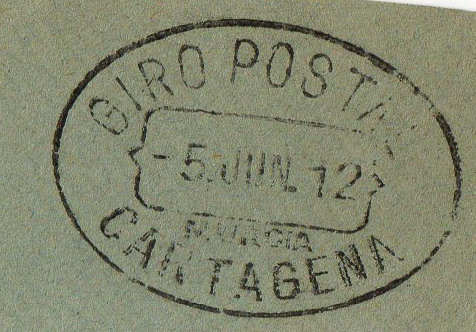 GIRO POSTAL
- 5. JUN. 12
MURCIA
CARTAGENA